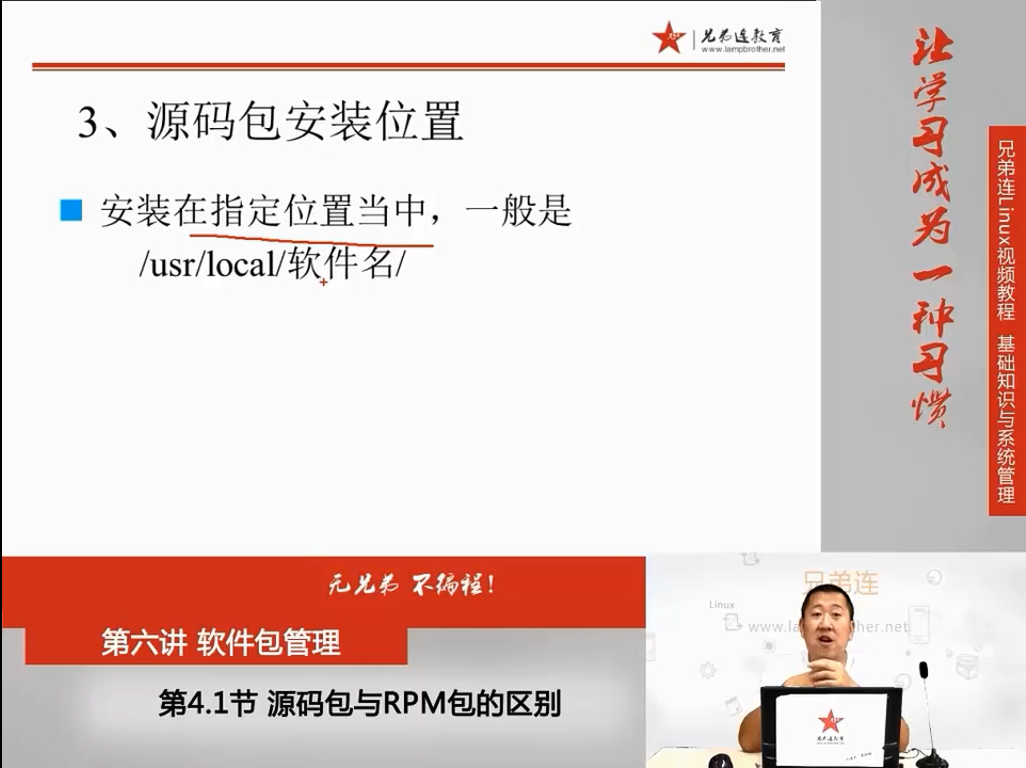 兄弟连教育
www.lampbrother.net
3、源码包安装位置
安装在指定位置当中，一般是
/usr/local/软件名/
让学习成为一种习惯
兄弟连Linux视频教程 基础知识与系统管理
无兄弟 不编程！
第六讲 软件包管理
第4.1节 源码包与RPM包的区别
兄弟连
Linux
兄弟连教育